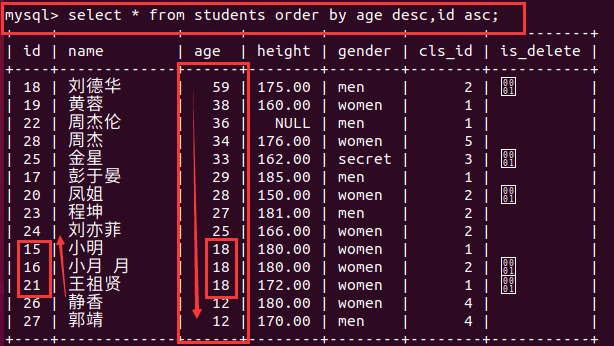 mysql> select * from students order by age desc,id asc;
| id | name | age | height | gender | cls_id | is_delete |
| 18 | 刘德华 | 59 | 175.00 | men | 2 | 0001 |
| 19 | 黄蓉 | 38 | 160.00 | women | 1 | |
| 22 | 周杰伦 | 36 | NULL | men | 1 | |
| 28 | 周杰 | 34 | 176.00 | women | 5 | |
| 25 | 金星 | 33 | 162.00 | secret | 3 | 0001 |
| 17 | 彭于晏 | 29 | 185.00 | men | 1 | |
| 20 | 凤姐 | 28 | 150.00 | women | 2 | 0001 |
| 23 | 程坤 | 27 | 181.00 | men | 2 | |
| 24 | 刘亦菲 | 25 | 166.00 | women | 2 | |
| 15 | 小明 | 18 | 180.00 | women | 1 | |
| 16 | 小月 月 | 18 | 180.00 | women | 2 | 0001 |
| 21 | 王祖贤 | 18 | 172.00 | women | 1 | 0001 |
| 26 | 静香 | 12 | 180.00 | women | 4 | |
| 27 | 郭靖 | 12 | 170.00 | men | 4 | |